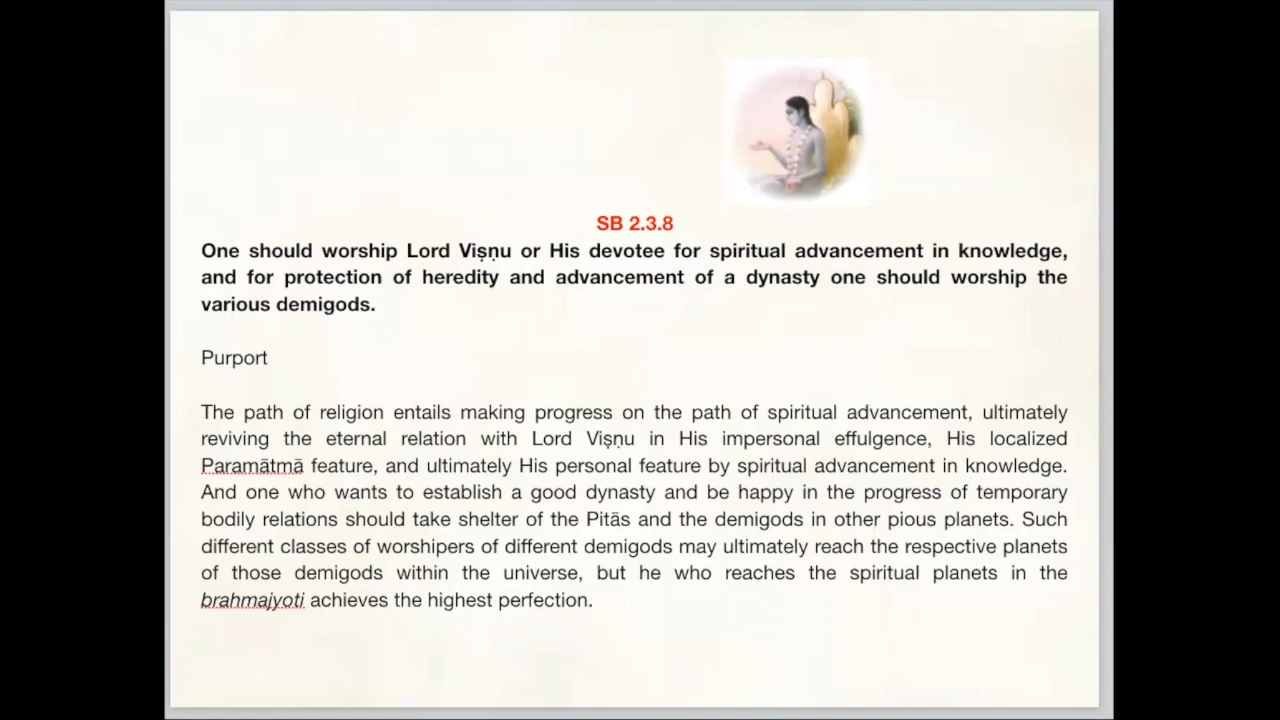 SB 2.3.8
One should worship Lord Viṣṇu or His devotee for spiritual advancement in knowledge,
and for protection of heredity and advancement of a dynasty one should worship the
various demigods.
Purport
The path of religion entails making progress on the path of spiritual advancement, ultimately
reviving the eternal relation with Lord Viṣṇu in His impersonal effulgence, His localized
Paramātmā feature, and ultimately His personal feature by spiritual advancement in knowledge.
And one who wants to establish a good dynasty and be happy in the progress of temporary
bodily relations should take shelter of the Pitās and the demigods in other pious planets. Such
different classes of worshipers of different demigods may ultimately reach the respective planets
of those demigods within the universe, but he who reaches the spiritual planets in the
brahmajyoti achieves the highest perfection.